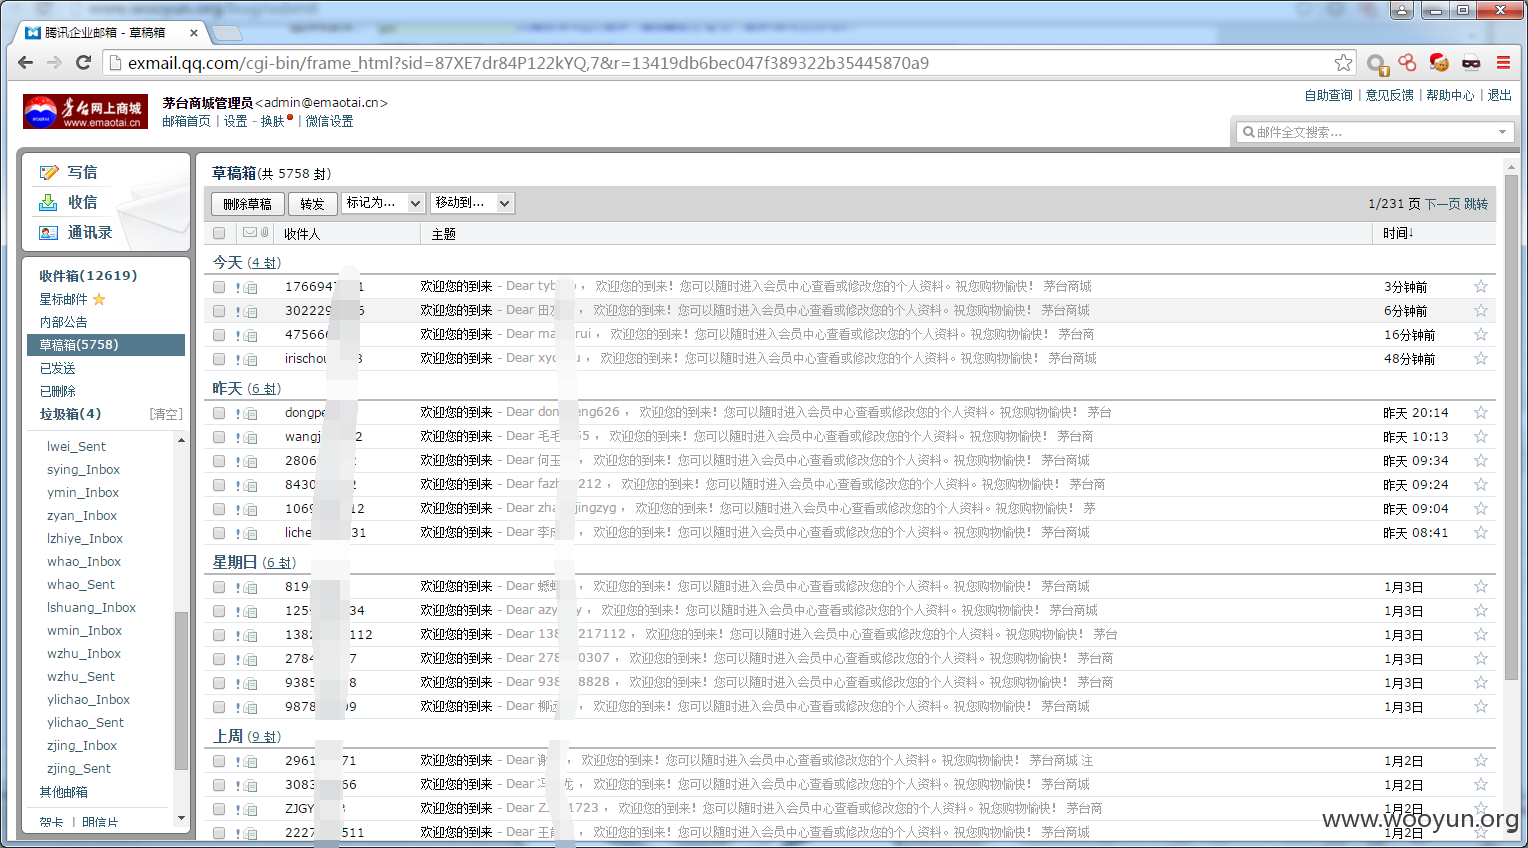 腾讯企业邮箱 - 草稿箱
exmail.qq.com/cgi-bin/frame_html?sid=87XE7dr84P122kYQ,7&r=13419db6bec047f389322b35445870a9
茅台网上商城
www.emaotai.cn
茅台商城管理员<admin@emaotai.cn>
邮箱首页 | 设置 - 换肤 | 微信设置
自助查询 | 意见反馈 | 帮助中心 | 退出
邮件全文搜索...
写信
收信
通讯录
收件箱(12619)
星标邮件
内部公告
草稿箱(5758)
已发送
已删除
垃圾箱(4) [清空]
lwei_Sent
sying_Inbox
ymin_Inbox
zyan_Inbox
lzhiye_Inbox
whao_Inbox
whao_Sent
lshuang_Inbox
wmin_Inbox
wzhu_Inbox
wzhu_Sent
ylichao_Inbox
ylichao_Sent
zjing_Inbox
zjing_Sent
其他邮箱
贺卡 | 明信片
草稿箱(共 5758 封)
删除草稿 转发 标记为... 移动到... 1/231 页 下一页 跳转
收件人 主题 时间↓
今天 (4 封)
1766947 1 欢迎您的到来 - Dear tyb ， 欢迎您的到来！您可以随时进入会员中心查看或修改您的个人资料。祝您购物愉快！ 茅台商城 3分钟前
302229 6 欢迎您的到来 - Dear 田 ， 欢迎您的到来！您可以随时进入会员中心查看或修改您的个人资料。祝您购物愉快！ 茅台商城 6分钟前
47566 欢迎您的到来 - Dear ma rui ， 欢迎您的到来！您可以随时进入会员中心查看或修改您的个人资料。祝您购物愉快！ 茅台商 16分钟前
irischou 3 欢迎您的到来 - Dear xyc u ， 欢迎您的到来！您可以随时进入会员中心查看或修改您的个人资料。祝您购物愉快！ 茅台商城 48分钟前
昨天 (6 封)
dongpe 欢迎您的到来 - Dear don eng626 ， 欢迎您的到来！您可以随时进入会员中心查看或修改您的个人资料。祝您购物愉快！ 茅台 昨天 20:14
wangj 2 欢迎您的到来 - Dear 毛毛 55 ， 欢迎您的到来！您可以随时进入会员中心查看或修改您的个人资料。祝您购物愉快！ 茅台商 昨天 10:13
2806 2 欢迎您的到来 - Dear 何玉 ， 欢迎您的到来！您可以随时进入会员中心查看或修改您的个人资料。祝您购物愉快！ 茅台商城 昨天 09:34
8430 2 欢迎您的到来 - Dear fazh 212 ， 欢迎您的到来！您可以随时进入会员中心查看或修改您的个人资料。祝您购物愉快！ 茅台商 昨天 09:24
1069 12 欢迎您的到来 - Dear zha jingzyg ， 欢迎您的到来！您可以随时进入会员中心查看或修改您的个人资料。祝您购物愉快！ 茅 昨天 09:04
liche 31 欢迎您的到来 - Dear 李 ， 欢迎您的到来！您可以随时进入会员中心查看或修改您的个人资料。祝您购物愉快！ 茅台商城 昨天 08:41
星期日 (6 封)
819 欢迎您的到来 - Dear 蟋 ， 欢迎您的到来！您可以随时进入会员中心查看或修改您的个人资料。祝您购物愉快！ 茅台商城 1月3日
125 34 欢迎您的到来 - Dear azy y ， 欢迎您的到来！您可以随时进入会员中心查看或修改您的个人资料。祝您购物愉快！ 茅台商城 1月3日
1382 112 欢迎您的到来 - Dear 138 217112 ， 欢迎您的到来！您可以随时进入会员中心查看或修改您的个人资料。祝您购物愉快！ 茅台 1月3日
2784 7 欢迎您的到来 - Dear 278 0307 ， 欢迎您的到来！您可以随时进入会员中心查看或修改您的个人资料。祝您购物愉快！ 茅台商 1月3日
9385 8 欢迎您的到来 - Dear 938 8828 ， 欢迎您的到来！您可以随时进入会员中心查看或修改您的个人资料。祝您购物愉快！ 茅台商 1月3日
9878 09 欢迎您的到来 - Dear 柳 ， 欢迎您的到来！您可以随时进入会员中心查看或修改您的个人资料。祝您购物愉快！ 茅台商城 1月3日
上周 (9 封)
2961 71 欢迎您的到来 - Dear 谢 ， 欢迎您的到来！您可以随时进入会员中心查看或修改您的个人资料。祝您购物愉快！ 茅台商城 注 1月2日
3083 66 欢迎您的到来 - Dear 冯 龙 ， 欢迎您的到来！您可以随时进入会员中心查看或修改您的个人资料。祝您购物愉快！ 茅台商城 1月2日
ZJGY 3 欢迎您的到来 - Dear Z 1723 ， 欢迎您的到来！您可以随时进入会员中心查看或修改您的个人资料。祝您购物愉快！ 茅台商 1月2日
2227 511 欢迎您的到来 - Dear 王 ， 欢迎您的到来！您可以随时进入会员中心查看或修改您的个人资料。祝您购物愉快！ 茅台商城 1月2日
www.wooyun.org